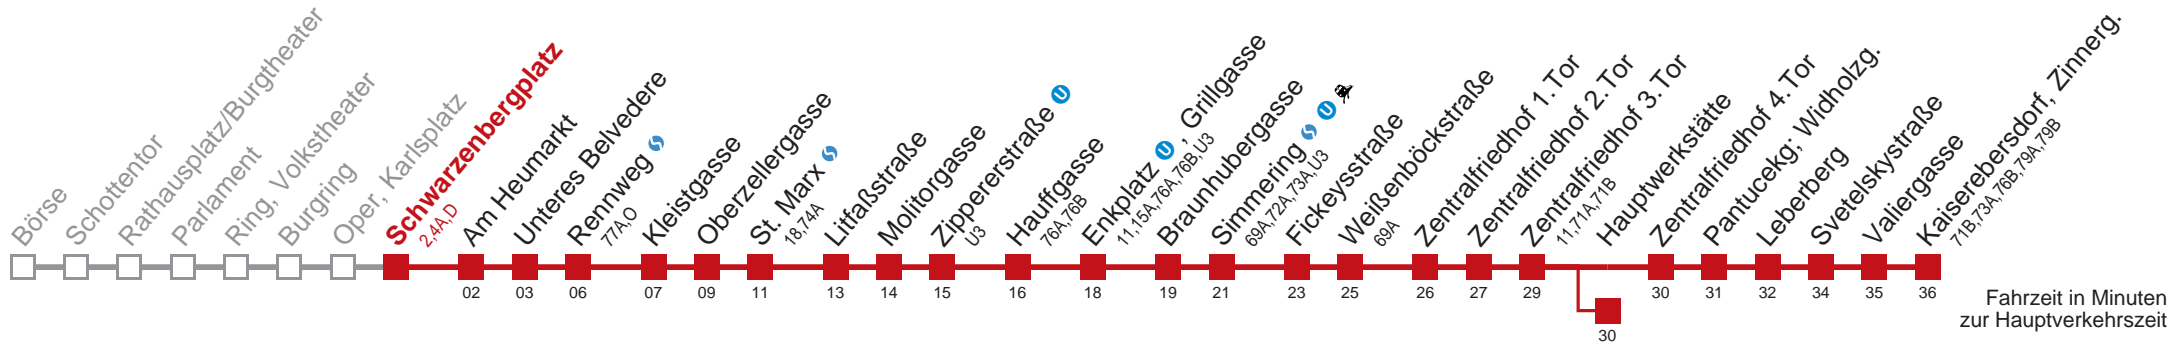 Börse
Schottentor
Rathausplatz/Burgtheater
Parlament
Ring, Volkstheater
Burgring
Oper, Karlsplatz
Schwarzenbergplatz
2,4A,D
Am Heumarkt
Unteres Belvedere
Rennweg
77A,O
Kleistgasse
Oberzellergasse
St. Marx
18,74A
Litfaßstraße
Molitorgasse
Zippererstraße U
U3
Hauffgasse
76A,76B
Enkplatz U , Grillgasse
11,15A,76A,76B,U3
Braunhubergasse
Simmering U
69A,72A,73A,U3
Fickeysstraße
Weißenböckstraße
69A
Zentralfriedhof 1.Tor
Zentralfriedhof 2.Tor
Zentralfriedhof 3.Tor
11,71A,71B
Hauptwerkstätte
Zentralfriedhof 4.Tor
Pantucekg; Widholzg.
Leberberg
Svetelskystraße
Valiergasse
Kaiserebersdorf, Zinnerg.
71B,73A,76B,79A,79B
02 03 06 07 09 11 13 14 15 16 18 19 21 23 25 26 27 29 30 31 32 34 35 36
30
Fahrzeit in Minuten
zur Hauptverkehrszeit